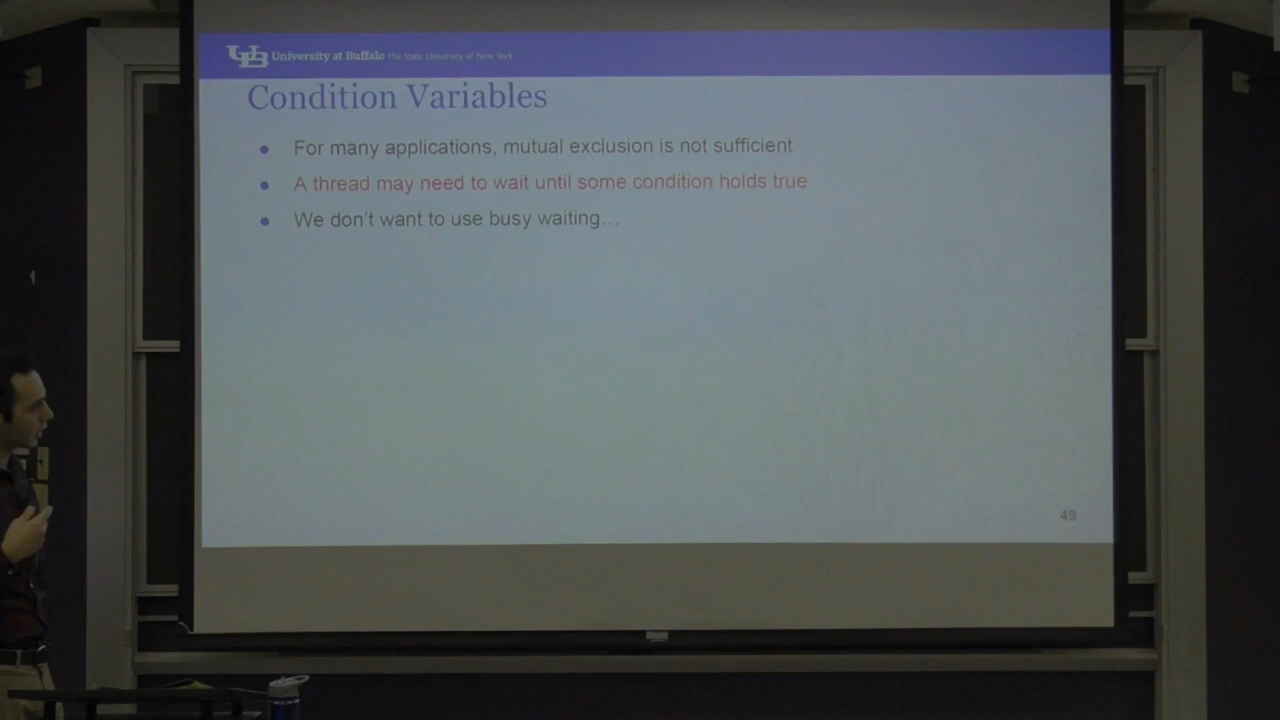 UB University at Buffalo The State University of New York
Condition Variables
• For many applications, mutual exclusion is not sufficient
• A thread may need to wait until some condition holds true
• We don't want to use busy waiting…
49